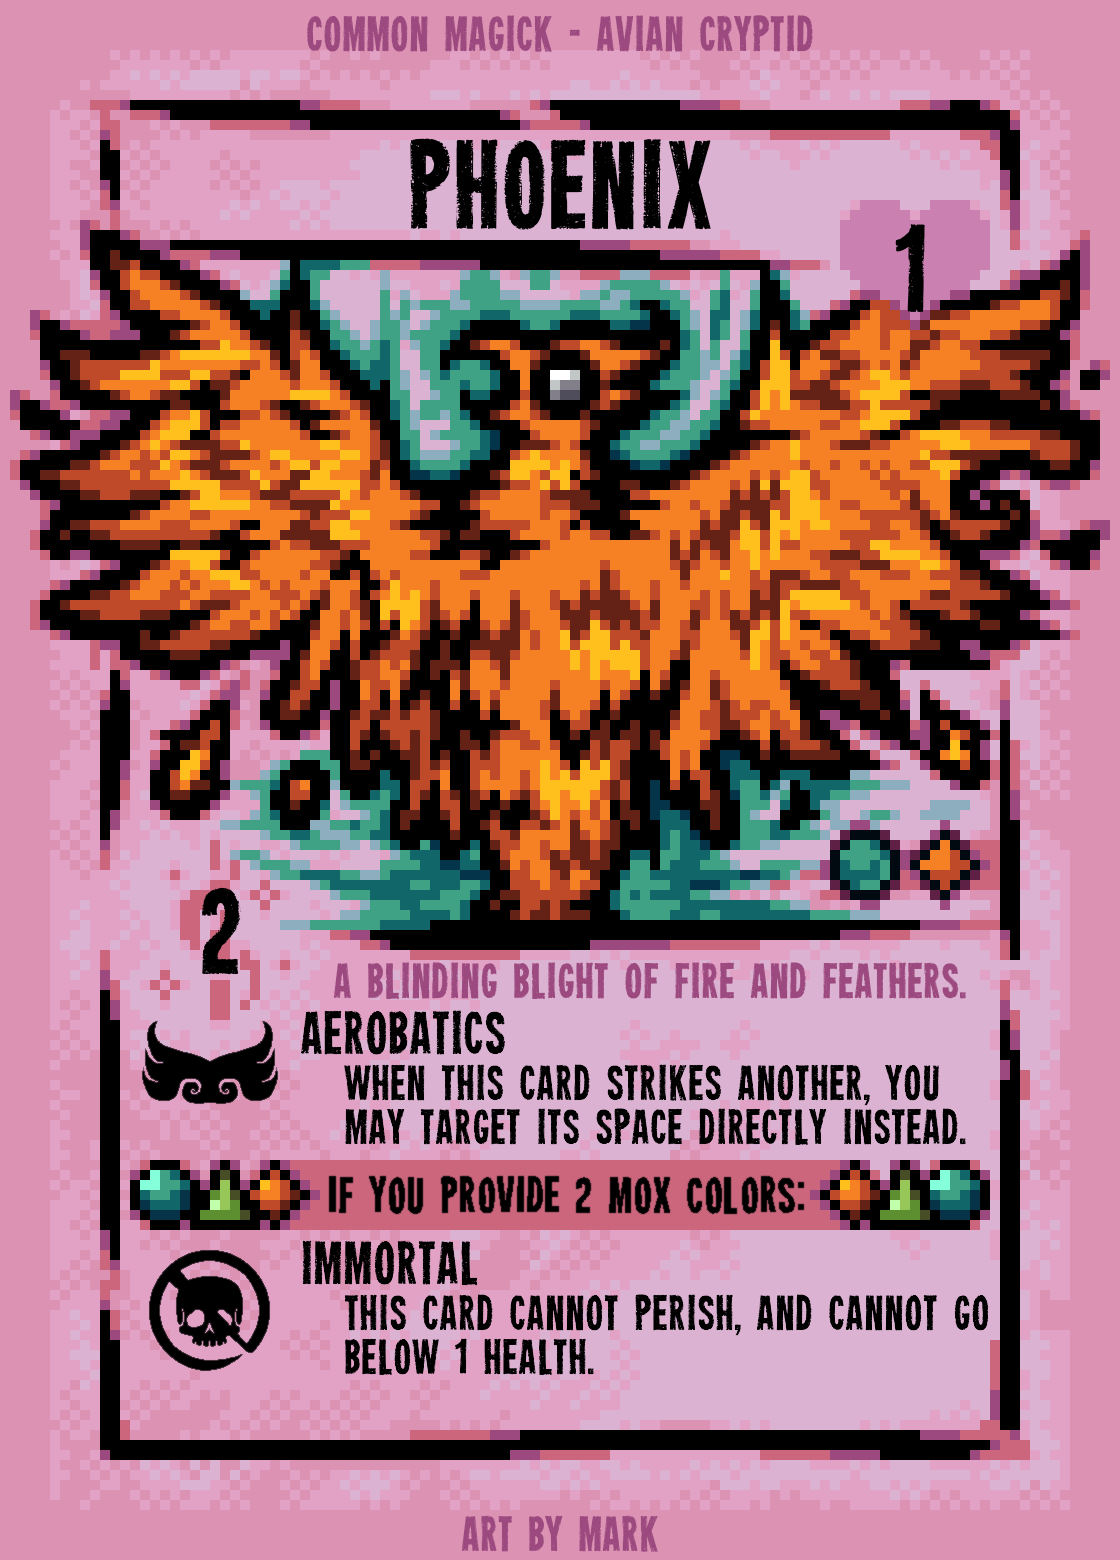 COMMON MAGICK - AVIAN CRYPTID
PHOENIX
1
2
A BLINDING BLIGHT OF FIRE AND FEATHERS.
AEROBATICS
WHEN THIS CARD STRIKES ANOTHER, YOU
MAY TARGET ITS SPACE DIRECTLY INSTEAD.
IF YOU PROVIDE 2 MOX COLORS:
IMMORTAL
THIS CARD CANNOT PERISH, AND CANNOT GO
BELOW 1 HEALTH.
ART BY MARK